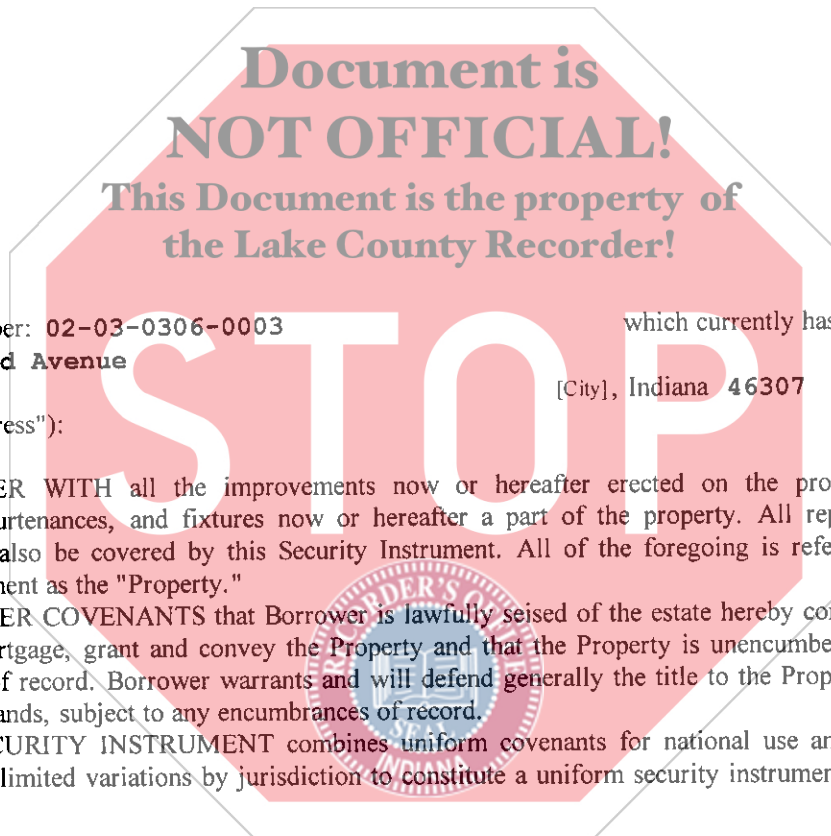 Document is
NOT OFFICIAL!
This Document is the property of
the Lake County Recorder!
STOP
ber: 02-03-0306-0003 which currently has
d Avenue
[City], Indiana 46307
ress"):
ER WITH all the improvements now or hereafter erected on the pro
urtenances, and fixtures now or hereafter a part of the property. All rep
also be covered by this Security Instrument. All of the foregoing is refe
nent as the "Property."
ER COVENANTS that Borrower is lawfully seised of the estate hereby co
rtgage, grant and convey the Property and that the Property is unencumbe
f record. Borrower warrants and will defend generally the title to the Prop
ands, subject to any encumbrances of record.
CURITY INSTRUMENT combines uniform covenants for national use an
limited variations by jurisdiction to constitute a uniform security instrumen
RECORDER'S OFFICE
SEAL
INDIANA